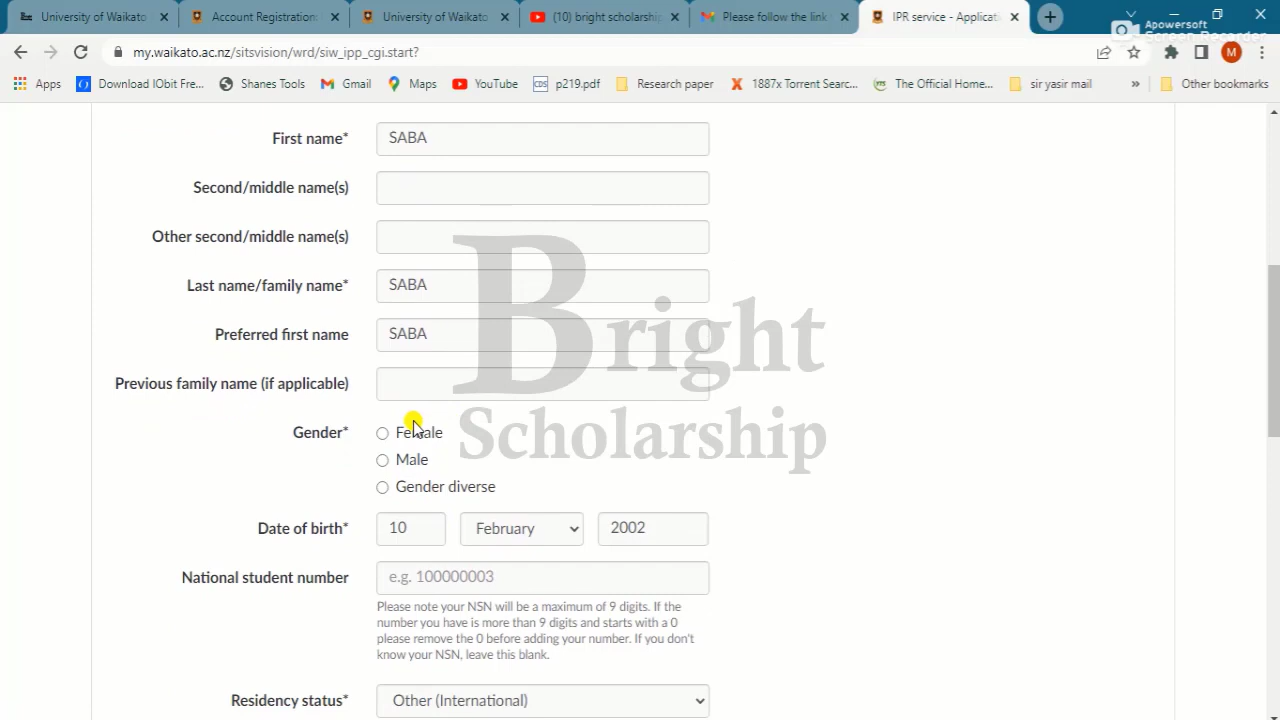 University of Waikato
Account Registration
University of Waikato
(10) bright scholarship
Please follow the link
IPR service - Applicati
Apowersoft
Screen Recorder
my.waikato.ac.nz/sitsvision/wrd/siw_ipp_cgi.start?
M
Apps
Download IObit Fre...
Shanes Tools
Gmail
Maps
YouTube
CDS
p219.pdf
Research paper
1887x Torrent Searc...
The Official Home...
sir yasir mail
»
Other bookmarks
First name*
SABA
Second/middle name(s)
Other second/middle name(s)
Last name/family name*
SABA
Preferred first name
SABA
Previous family name (if applicable)
Bright
Scholarship
Gender*
Female
Male
Gender diverse
Date of birth*
10
February
2002
National student number
e.g. 100000003
Please note your NSN will be a maximum of 9 digits. If the
number you have is more than 9 digits and starts with a 0
please remove the 0 before adding your number. If you don't
know your NSN, leave this blank.
Residency status*
Other (International)